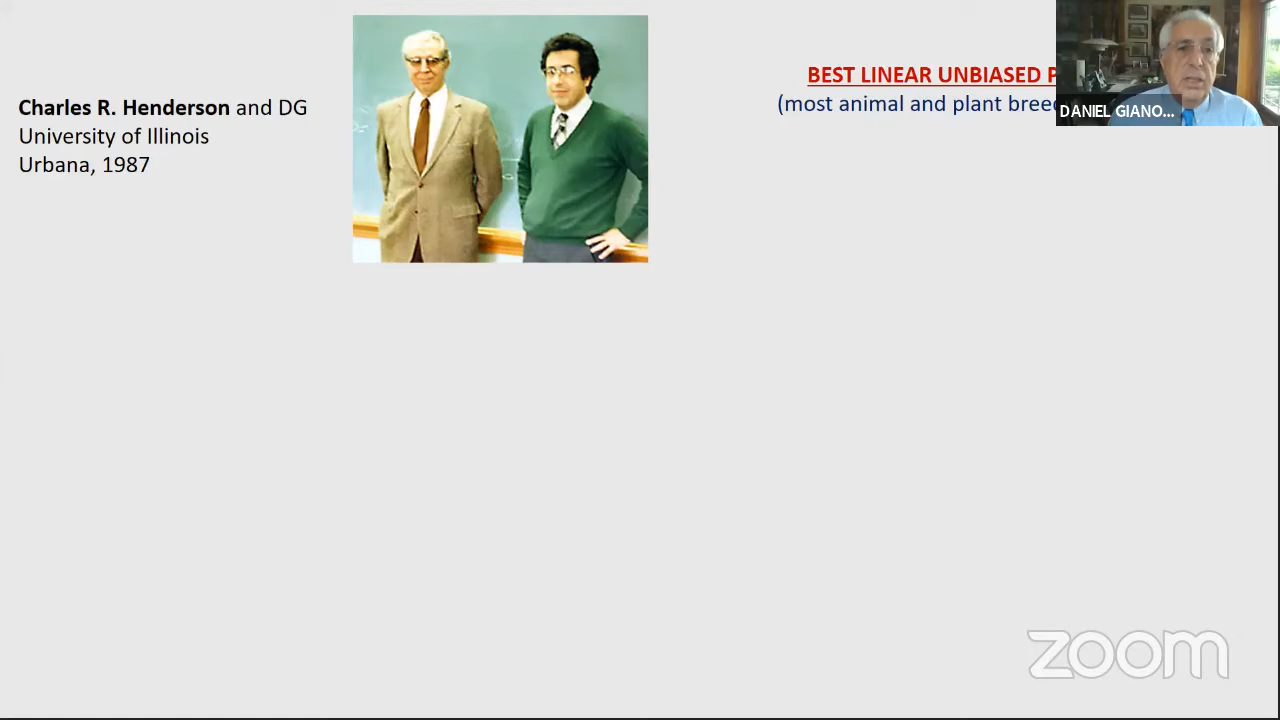 Charles R. Henderson and DG
University of Illinois
Urbana, 1987
BEST LINEAR UNBIASED
(most animal and plant
DANIEL GIANO...
zoom